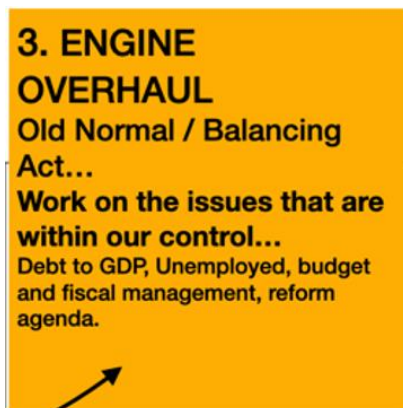 3. ENGINE
OVERHAUL
Old Normal / Balancing
Act...
Work on the issues that are
within our control...
Debt to GDP, Unemployed, budget
and fiscal management, reform
agenda.